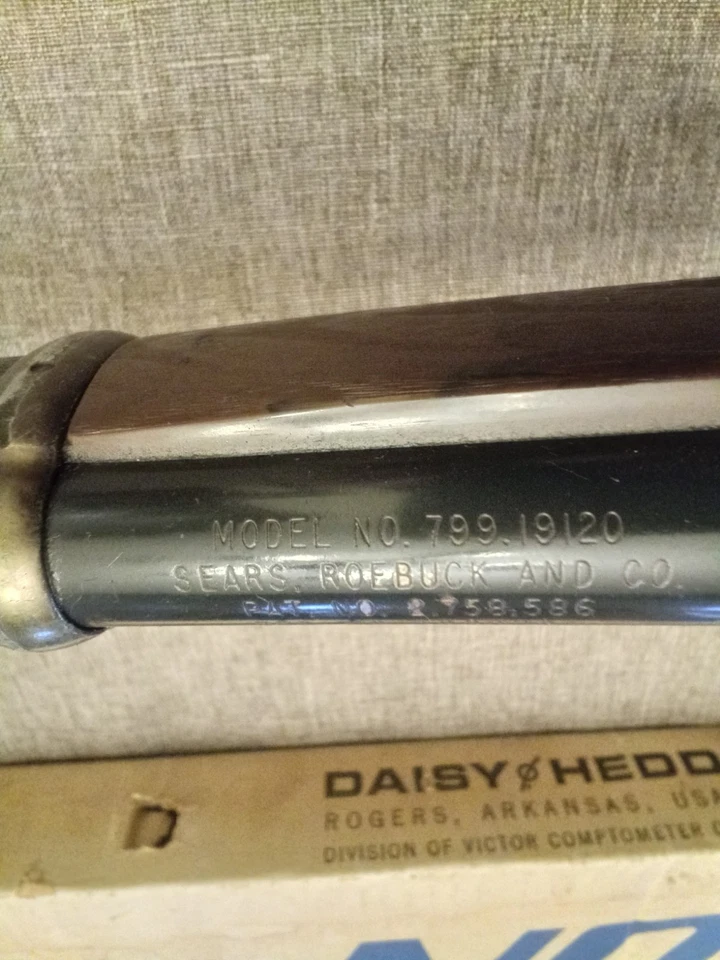 MODEL NO. 799.19120
SEARS ROEBUCK AND CO.
PAT. NO. 2,758,586
DAISY HEDD
ROGERS, ARKANSAS, USA
DIVISION OF VICTOR COMPTOMETER